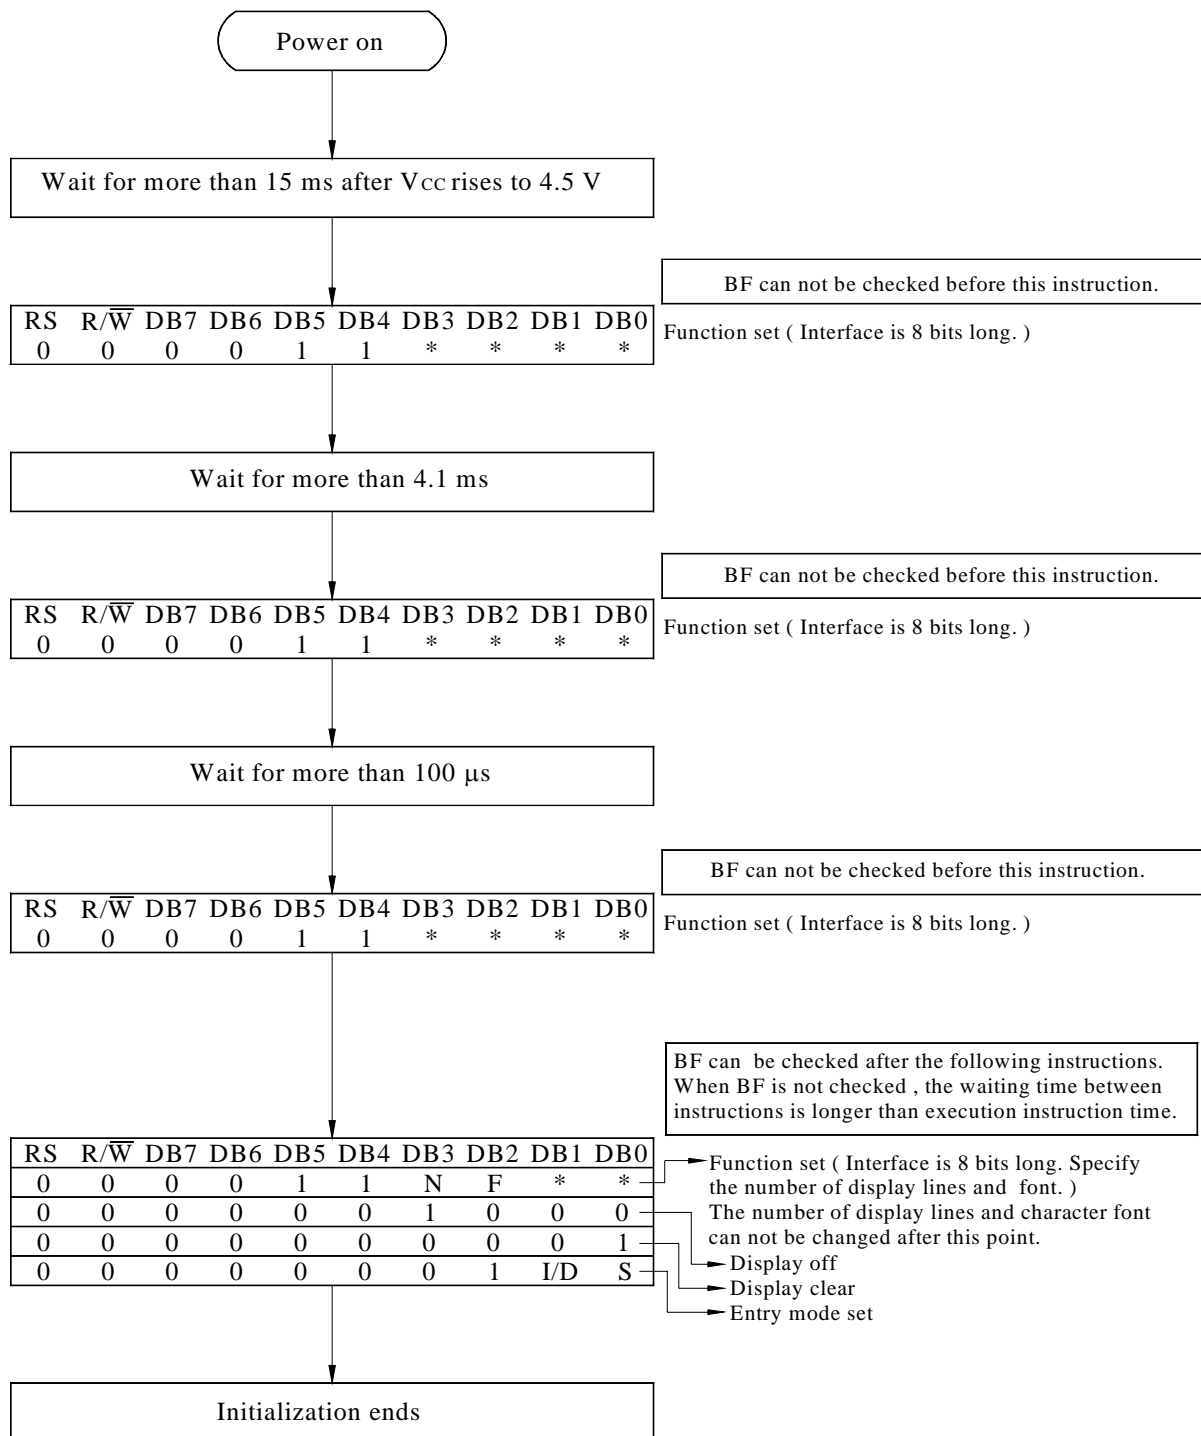 Power on
Wait for more than 15 ms after Vcc rises to 4.5 V
BF can not be checked before this instruction.
RS R/W̅ DB7 DB6 DB5 DB4 DB3 DB2 DB1 DB0
0 0 0 0 1 1 * * * *
Function set ( Interface is 8 bits long. )
Wait for more than 4.1 ms
BF can not be checked before this instruction.
RS R/W̅ DB7 DB6 DB5 DB4 DB3 DB2 DB1 DB0
0 0 0 0 1 1 * * * *
Function set ( Interface is 8 bits long. )
Wait for more than 100 µs
BF can not be checked before this instruction.
RS R/W̅ DB7 DB6 DB5 DB4 DB3 DB2 DB1 DB0
0 0 0 0 1 1 * * * *
Function set ( Interface is 8 bits long. )
BF can be checked after the following instructions.
When BF is not checked , the waiting time between
instructions is longer than execution instruction time.
RS R/W̅ DB7 DB6 DB5 DB4 DB3 DB2 DB1 DB0
0 0 0 0 1 1 N F * *
0 0 0 0 0 0 1 0 0 0
0 0 0 0 0 0 0 0 0 1
0 0 0 0 0 0 0 1 I/D S
Function set ( Interface is 8 bits long. Specify
the number of display lines and font. )
The number of display lines and character font
can not be changed after this point.
Display off
Display clear
Entry mode set
Initialization ends